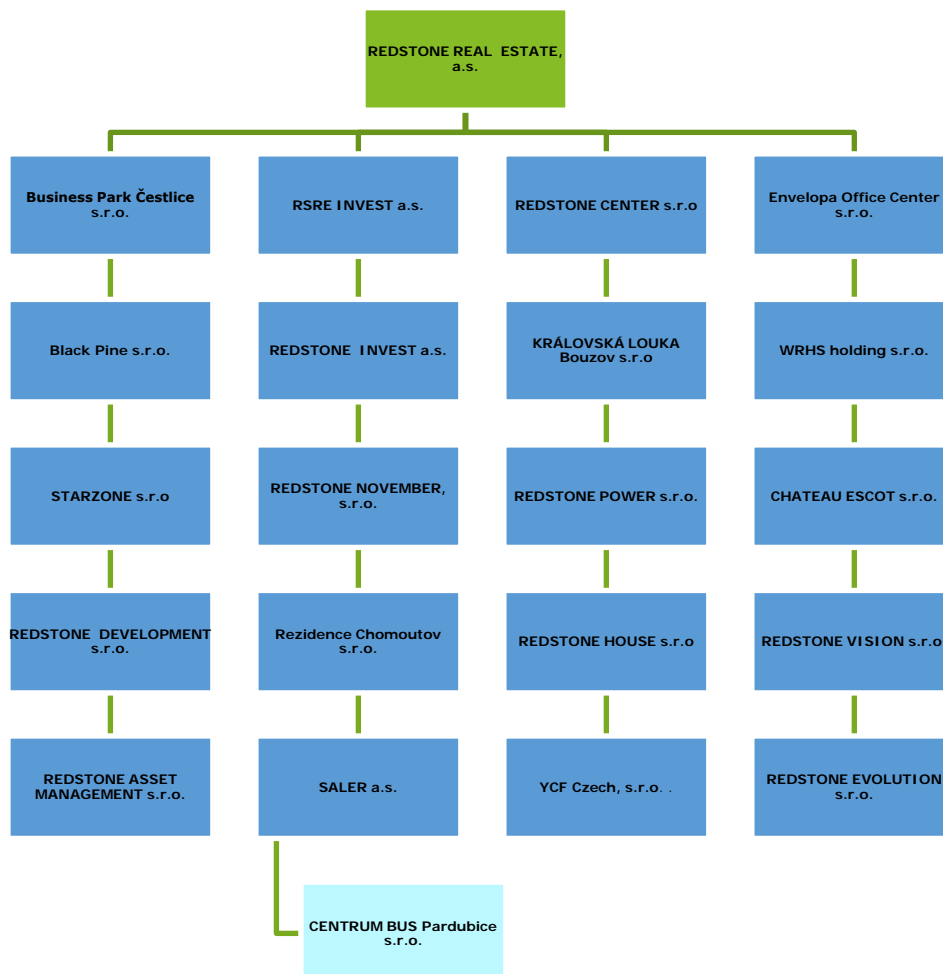 REDSTONE REAL ESTATE,
a.s.
Business Park Čestlice
s.r.o.
RSRE INVEST a.s.
REDSTONE CENTER s.r.o
Envelopa Office Center
s.r.o.
Black Pine s.r.o.
REDSTONE INVEST a.s.
KRÁLOVSKÁ LOUKA
Bouzov s.r.o
WRHS holding s.r.o.
STARZONE s.r.o
REDSTONE NOVEMBER,
s.r.o.
REDSTONE POWER s.r.o.
CHATEAU ESCOT s.r.o.
REDSTONE DEVELOPMENT
s.r.o.
Rezidence Chomoutov
s.r.o.
REDSTONE HOUSE s.r.o
REDSTONE VISION s.r.o
REDSTONE ASSET
MANAGEMENT s.r.o.
SALER a.s.
YCF Czech, s.r.o. .
REDSTONE EVOLUTION
s.r.o.
CENTRUM BUS Pardubice
s.r.o.